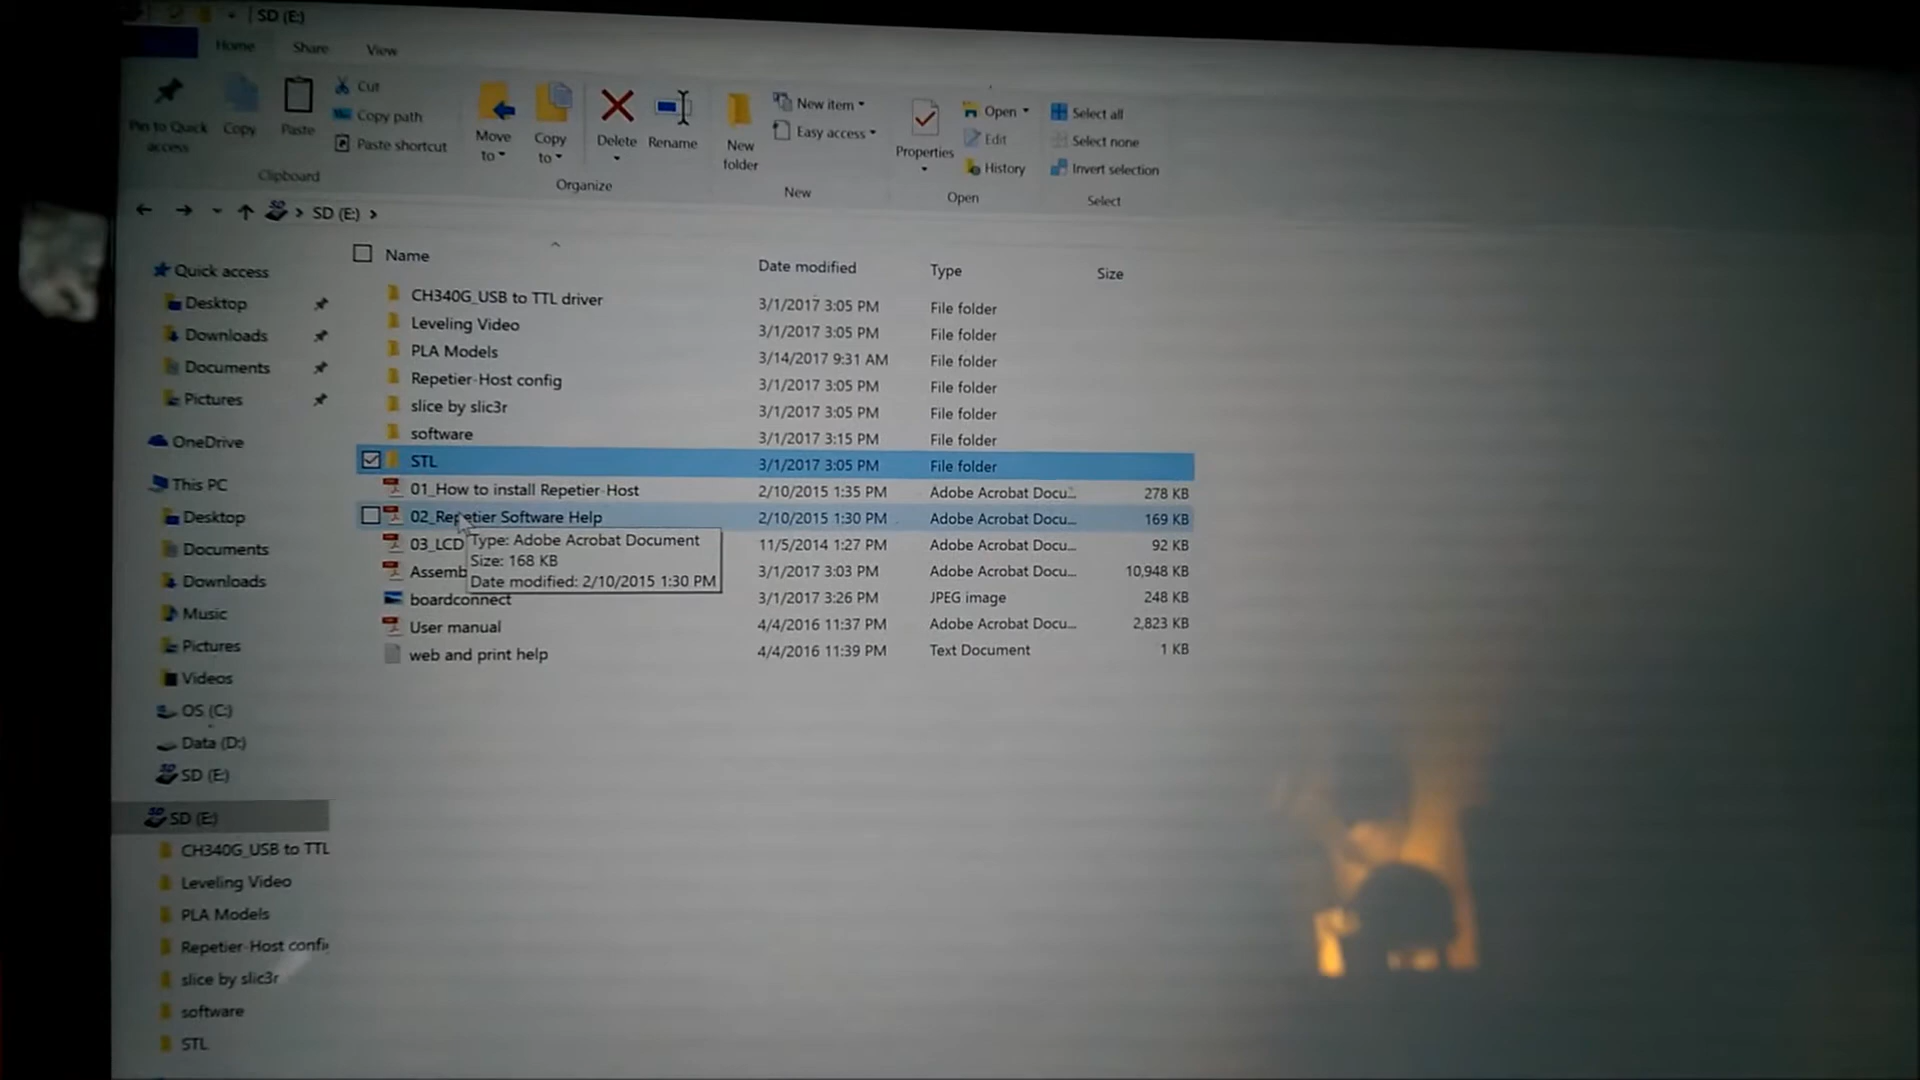 SD (E:)
Home Share View
Pin to Quick access
Copy
Paste
Cut
Copy path
Paste shortcut
Clipboard
Move to
Copy to
Delete
Rename
Organize
New folder
New item
Easy access
New
Properties
Open
Edit
History
Open
Select all
Select none
Invert selection
Select
SD (E:)
Name Date modified Type Size
CH340G_USB to TTL driver 3/1/2017 3:05 PM File folder
Leveling Video 3/1/2017 3:05 PM File folder
PLA Models 3/14/2017 9:31 AM File folder
Repetier-Host config 3/1/2017 3:05 PM File folder
slice by slic3r 3/1/2017 3:05 PM File folder
software 3/1/2017 3:15 PM File folder
STL 3/1/2017 3:05 PM File folder
01_How to install Repetier-Host 2/10/2015 1:35 PM Adobe Acrobat Docu... 278 KB
02_Repetier Software Help 2/10/2015 1:30 PM Adobe Acrobat Docu... 169 KB
03_LCD 11/5/2014 1:27 PM Adobe Acrobat Docu... 92 KB
Assemb 3/1/2017 3:03 PM Adobe Acrobat Docu... 10,948 KB
boardconnect 3/1/2017 3:26 PM JPEG image 248 KB
User manual 4/4/2016 11:37 PM Adobe Acrobat Docu... 2,823 KB
web and print help 4/4/2016 11:39 PM Text Document 1 KB
Type: Adobe Acrobat Document
Size: 168 KB
Date modified: 2/10/2015 1:30 PM
Quick access
Desktop
Downloads
Documents
Pictures
OneDrive
This PC
Desktop
Documents
Downloads
Music
Pictures
Videos
OS (C:)
Data (D:)
SD (E:)
SD (E:)
CH340G_USB to TTL
Leveling Video
PLA Models
Repetier-Host config
slice by slic3r
software
STL